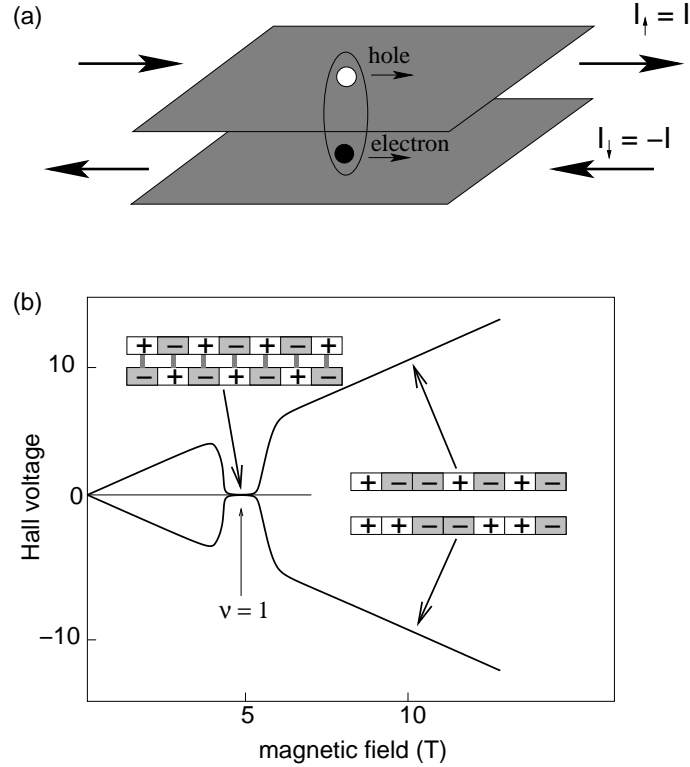 (a)
I↑ = I
hole
electron
I↓ = -I
(b)
+ − + − + − +
− + − + − + −
10
0
−10
Hall voltage
+ − − + − + −
+ + − − + + −
ν = 1
5
10
magnetic field (T)